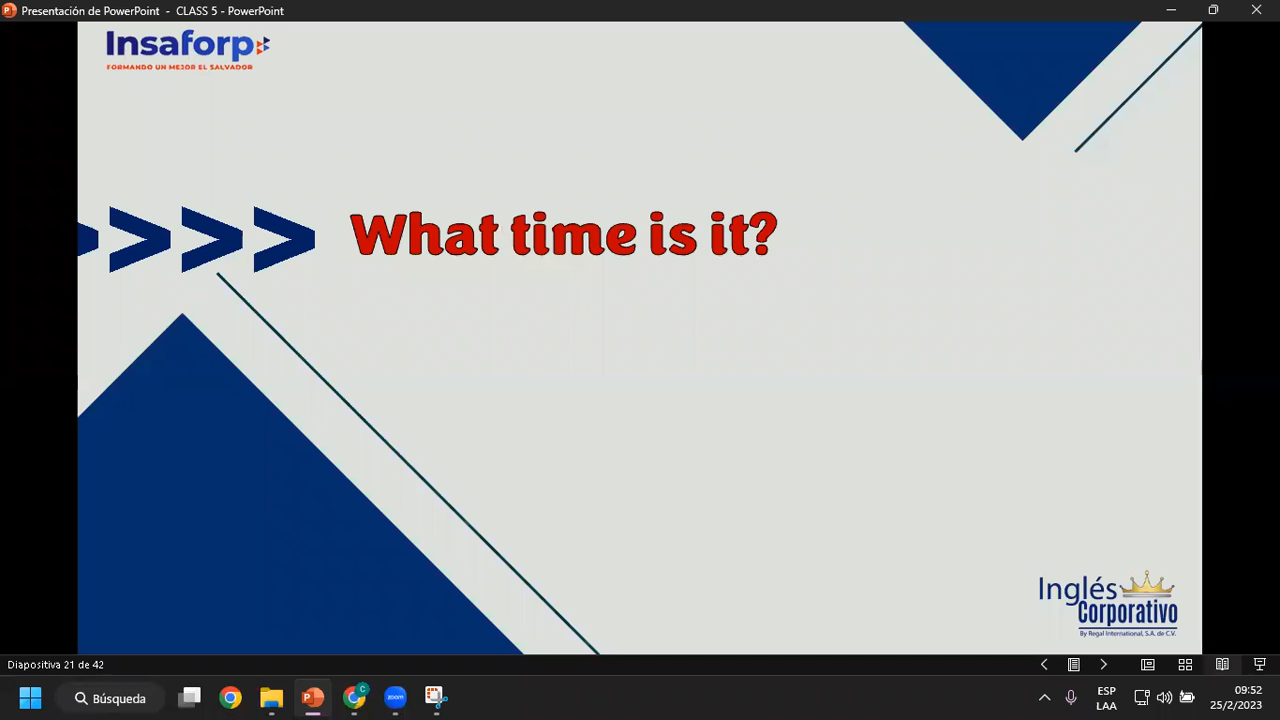 Presentación de PowerPoint - CLASS 5 - PowerPoint
Insaforp
FORMANDO UN MEJOR EL SALVADOR
>>>> What time is it?
Inglés
Corporativo
By Regal International, S.A. de C.V.
Diapositiva 21 de 42
Búsqueda
C
zoom
ESP
LAA
09:52
25/2/2023